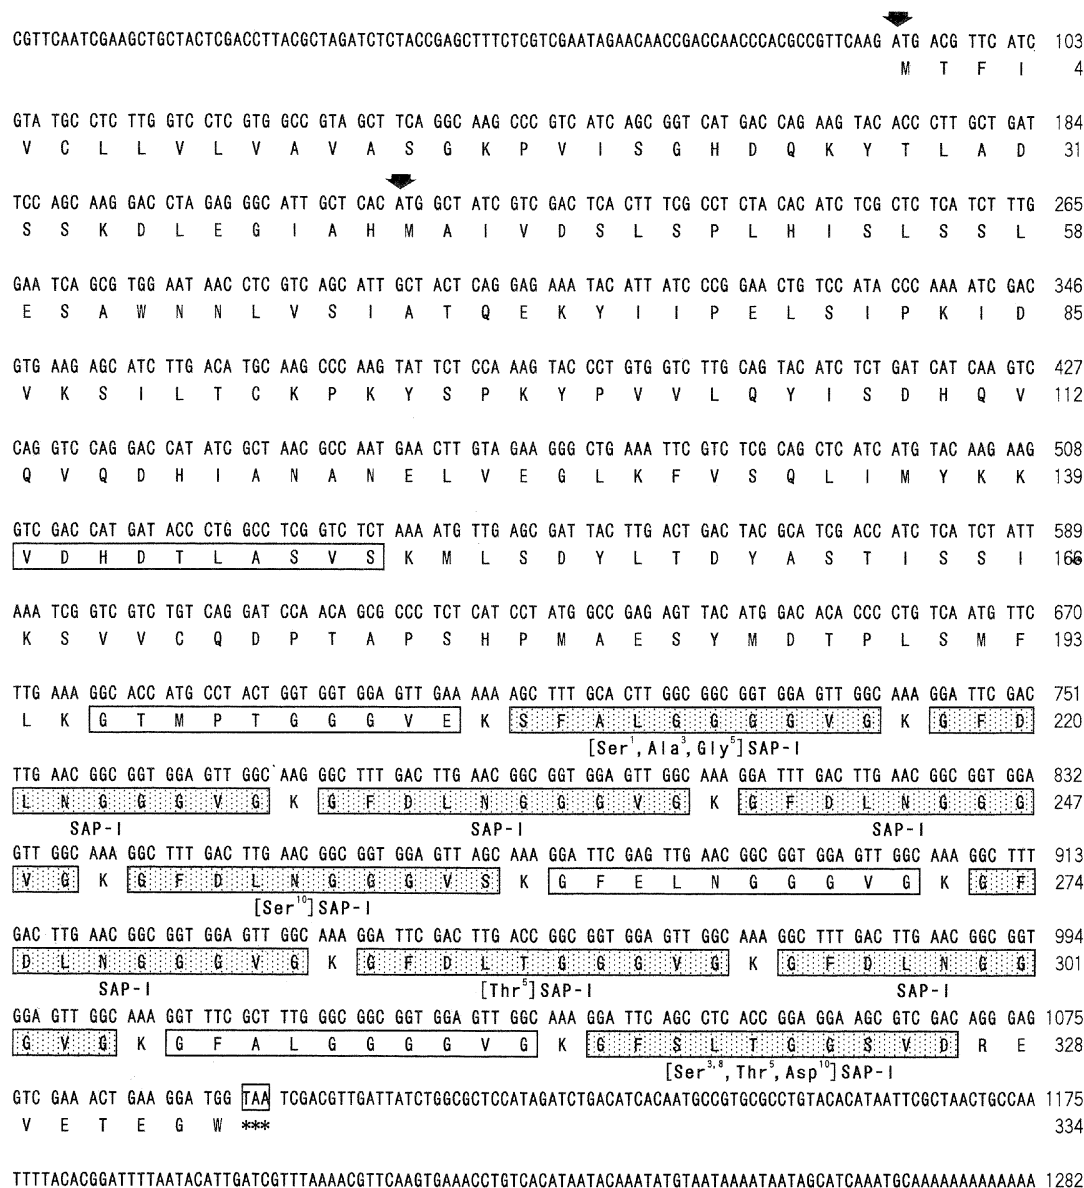 CGTTCAATCGAAGCTGCTACTCGACCTTACGCTAGATCTCTACCGAGCTTTCTCGTCGAATAGAACAACCGACCAACCCACGCCGTTCAAG ATG ACG TTC ATC 103
M T F I 4
GTA TGC CTC TTG GTC CTC GTG GCC GTA GCT TCA GGC AAG CCC GTC ATC AGC GGT CAT GAC CAG AAG TAC ACC CTT GCT GAT 184
V C L L V L V A V A S G K P V I S G H D Q K Y T L A D 31
TCC AGC AAG GAC CTA GAG GGC ATT GCT CAC ATG GCT ATC GTC GAC TCA CTT TCG CCT CTA CAC ATC TCG CTC TCA TCT TTG 265
S S K D L E G I A H M A I V D S L S P L H I S L S S L 58
GAA TCA GCG TGG AAT AAC CTC GTC AGC ATT GCT ACT CAG GAG AAA TAC ATT ATC CCG GAA CTG TCC ATA CCC AAA ATC GAC 346
E S A W N N L V S I A T Q E K Y I I P E L S I P K I D 85
GTG AAG AGC ATC TTG ACA TGC AAG CCC AAG TAT TCT CCA AAG TAC CCT GTG GTC TTG CAG TAC ATC TCT GAT CAT CAA GTC 427
V K S I L T C K P K Y S P K Y P V V L Q Y I S D H Q V 112
CAG GTC CAG GAC CAT ATC GCT AAC GCC AAT GAA CTT GTA GAA GGG CTG AAA TTC GTC TCG CAG CTC ATC ATG TAC AAG AAG 508
Q V Q D H I A N A N E L V E G L K F V S Q L I M Y K K 139
GTC GAC CAT GAT ACC CTG GCC TCG GTC TCT AAA ATG TTG AGC GAT TAC TTG ACT GAC TAC GCA TCG ACC ATC TCA TCT ATT 589
V D H D T L A S V S K M L S D Y L T D Y A S T I S S I 166
AAA TCG GTC GTC TGT CAG GAT CCA ACA GCG CCC TCT CAT CCT ATG GCC GAG AGT TAC ATG GAC ACA CCC CTG TCA ATG TTC 670
K S V V C Q D P T A P S H P M A E S Y M D T P L S M F 193
TTG AAA GGC ACC ATG CCT ACT GGT GGT GGA GTT GAA AAA AGC TTT GCA CTT GGC GGC GGT GGA GTT GGC AAA GGA TTC GAC 751
L K G T M P T G G G V E K S F A L G G G G V G K G F D 220
[Ser1, Ala3, Gly5]SAP-I
TTG AAC GGC GGT GGA GTT GGC AAG GGC TTT GAC TTG AAC GGC GGT GGA GTT GGC AAA GGA TTT GAC TTG AAC GGC GGT GGA 832
L N G G G V G K G F D L N G G G V G K G F D L N G G G 247
SAP-I SAP-I SAP-I
GTT GGC AAA GGC TTT GAC TTG AAC GGC GGT GGA GTT AGC AAA GGA TTC GAG TTG AAC GGC GGT GGA GTT GGC AAA GGC TTT 913
V G K G F D L N G G G V S K G F E L N G G G V G K G F 274
[Ser10]SAP-I
GAC TTG AAC GGC GGT GGA GTT GGC AAA GGA TTC GAC TTG ACC GGC GGT GGA GTT GGC AAA GGC TTT GAC TTG AAC GGC GGT 994
D L N G G G V G K G F D L T G G G V G K G F D L N G G 301
SAP-I [Thr5]SAP-I SAP-I
GGA GTT GGC AAA GGT TTC GCT TTG GGC GGC GGT GGA GTT GGC AAA GGA TTC AGC CTC ACC GGA GGA AGC GTC GAC AGG GAG 1075
G V G K G F A L G G G G V G K G F S L T G G S V D R E 328
[Ser3,8, Thr5, Asp10]SAP-I
GTC GAA ACT GAA GGA TGG TAA TCGACGTTGATTATCTGGCGCTCCATAGATCTGACATCACAATGCCGTGCGCCTGTACACATAATTCGCTAACTGCCAA 1175
V E T E G W *** 334
TTTTACACGGATTTTAATACATTGATCGTTTAAAACGTTCAAGTGAAACCTGTCACATAATACAAATATGTAATAAAATAATAGCATCAAATGCAAAAAAAAAAAAA 1282